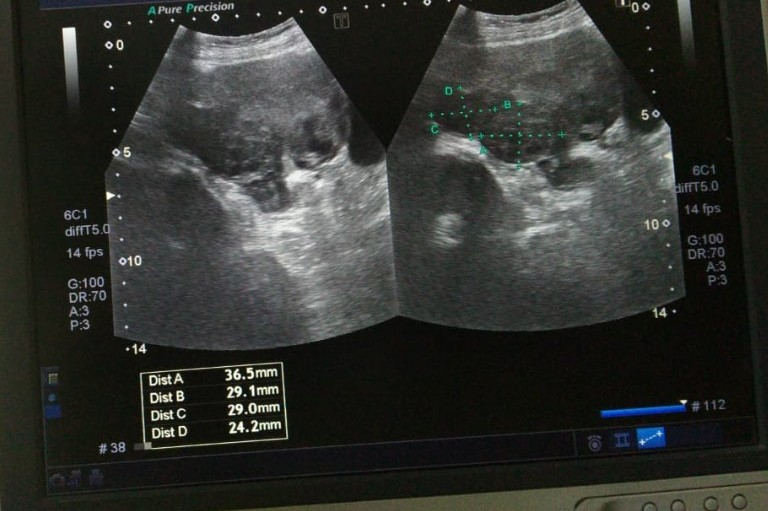 A Pure Precision
T
0
5
10
14
6C1
diffT5.0
14 fps
G:100
DR:70
A:3
P:3
0
5
10
14
6C1
diffT5.0
14 fps
G:100
DR:70
A:3
P:3
D
B
C
A
Dist A 36.5mm
Dist B 29.1mm
Dist C 29.0mm
Dist D 24.2mm
# 38
# 112